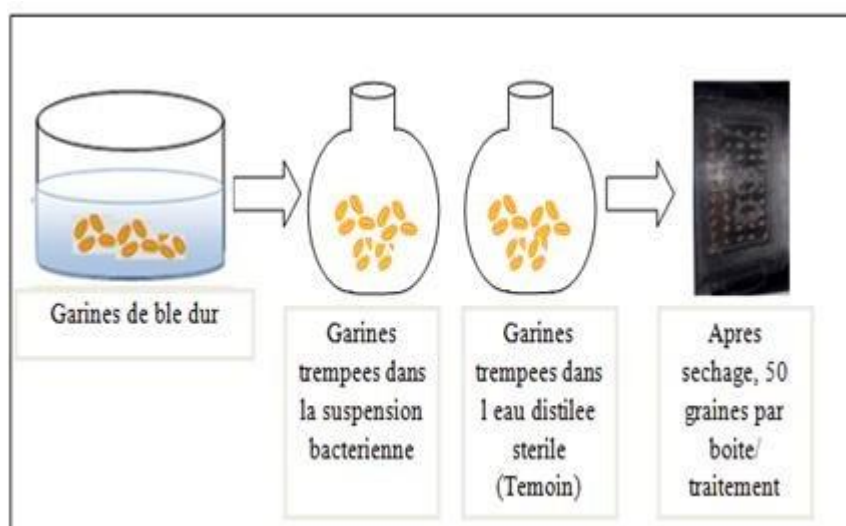 Garines de ble dur
Garines
trempees dans
la suspension
bacterienne
Garines
trempees dans
l eau distilee
sterile
(Temoin)
Apres
sechage, 50
graines par
boite/
traitement